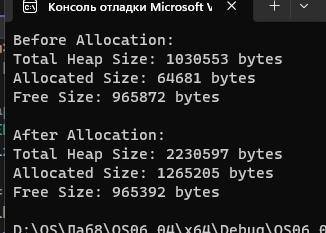 Консоль отладки Microsoft V
Before Allocation:
Total Heap Size: 1030553 bytes
Allocated Size: 64681 bytes
Free Size: 965872 bytes
After Allocation:
Total Heap Size: 2230597 bytes
Allocated Size: 1265205 bytes
Free Size: 965392 bytes
D:\OS\Ла68\OS06_04\x64\Debug\OS06_0